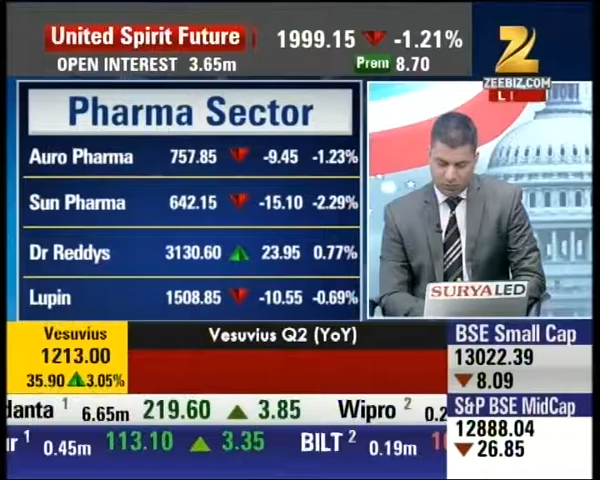 United Spirit Future 1999.15 -1.21%
OPEN INTEREST 3.65m Prem 8.70
ZEEBIZ.COM
Pharma Sector
Auro Pharma 757.85 -9.45 -1.23%
Sun Pharma 642.15 -15.10 -2.29%
Dr Reddys 3130.60 23.95 0.77%
Lupin 1508.85 -10.55 -0.69%
SURYA LED
Vesuvius
1213.00
35.90 3.05%
Vesuvius Q2 (YoY)
BSE Small Cap
13022.39
8.09
S&P BSE MidCap
12888.04
26.85
danta 1 6.65m 219.60 3.85 Wipro 2 0.2
r 1 0.45m 113.10 3.35 BILT 2 0.19m